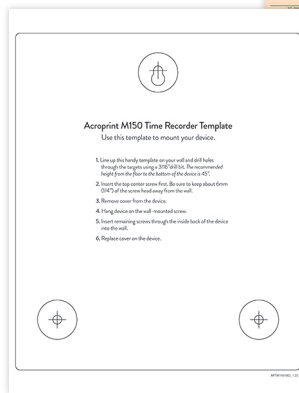 Acroprint M150 Time Recorder Template
Use this template to mount your device.
1. Line up this handy template on your wall and drill holes
through the targets using a 3/16" drill bit. The recommended
height from the floor to the bottom of the device is 45".
2. Insert the top center screw first. Be sure to keep about 6mm
(1/4") of the screw head away from the wall.
3. Remove cover from the device.
4. Hang device on the wall-mounted screw.
5. Insert remaining screws through the inside back of the device
into the wall.
6. Replace cover on the device.